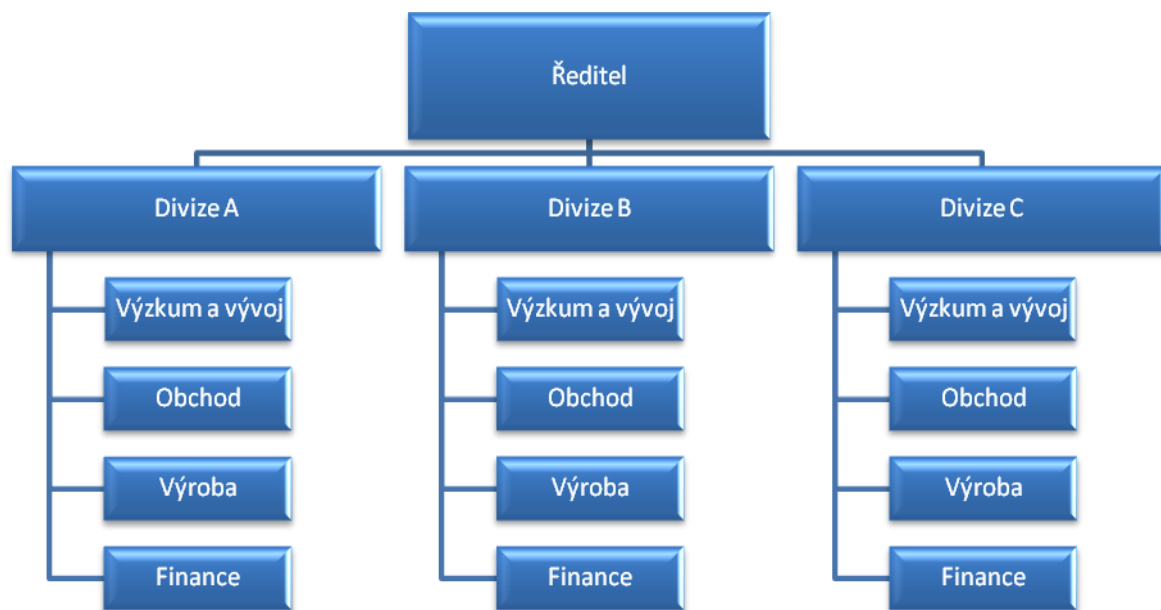 Ředitel
Divize A
Divize B
Divize C
Výzkum a vývoj
Výzkum a vývoj
Výzkum a vývoj
Obchod
Obchod
Obchod
Výroba
Výroba
Výroba
Finance
Finance
Finance